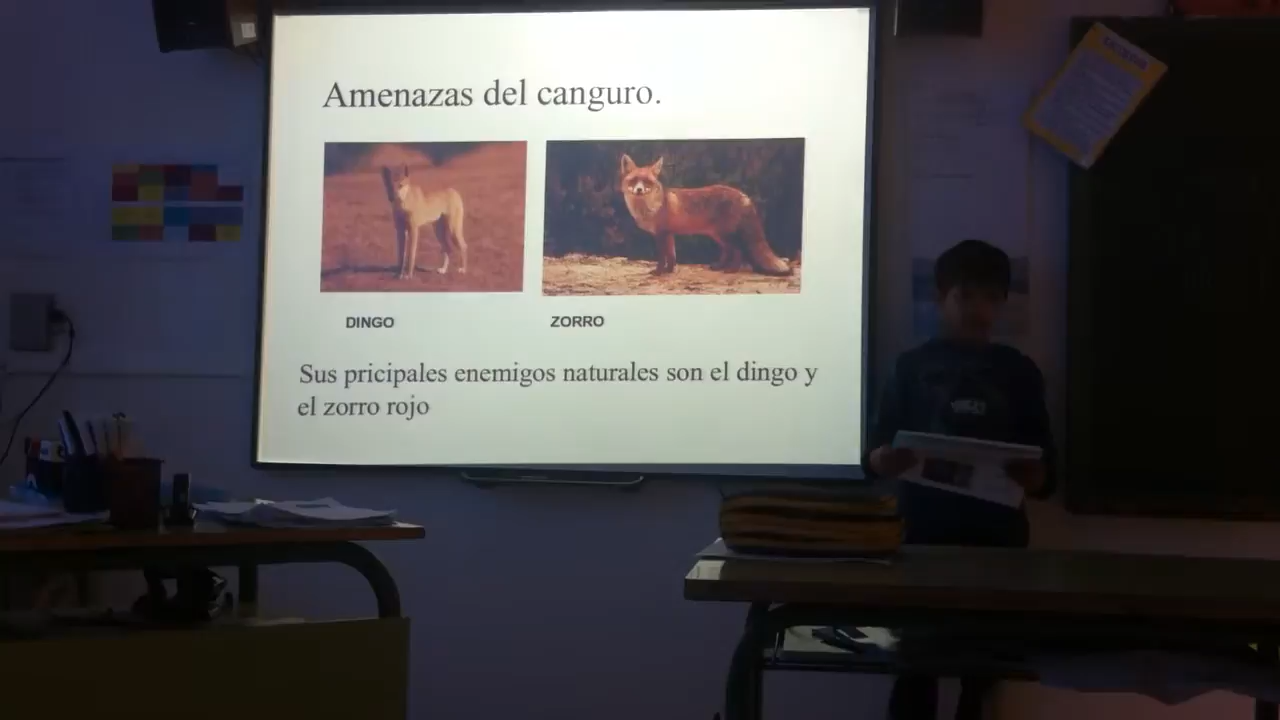 Amenazas del canguro.
DINGO
ZORRO
Sus pricipales enemigos naturales son el dingo y
el zorro rojo